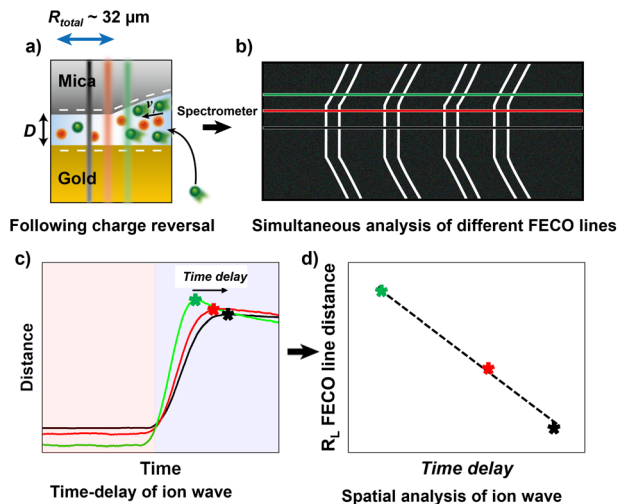 R_total ~ 32 µm
a)
b)
Mica
v
Spectrometer
D
Gold
Following charge reversal
Simultaneous analysis of different FECO lines
c)
d)
Time delay
Distance
R_L FECO line distance
Time
Time delay
Time-delay of ion wave
Spatial analysis of ion wave